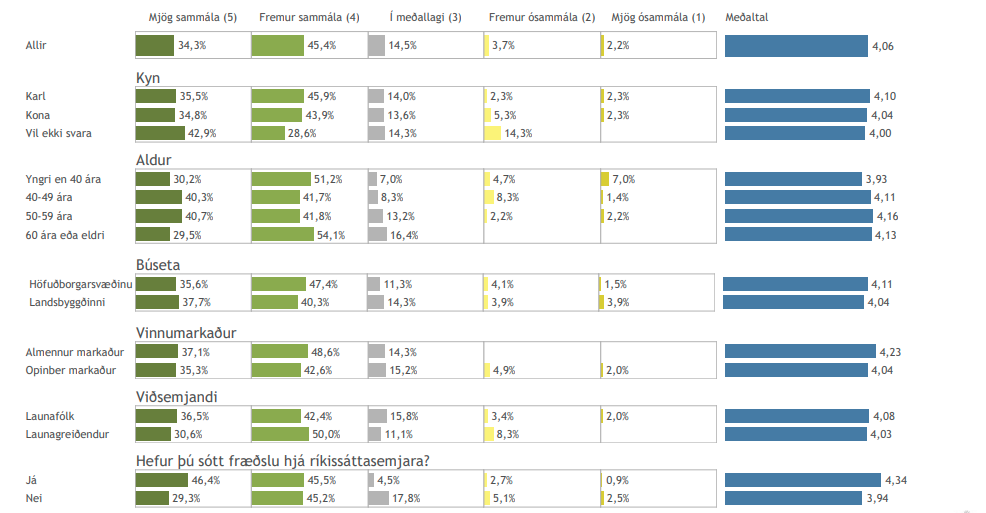 Mjög sammála (5) Fremur sammála (4) Í meðallagi (3) Fremur ósammála (2) Mjög ósammála (1) Meðaltal
Allir 34,3% 45,4% 14,5% 3,7% 2,2% 4,06
Kyn
Karl 35,5% 45,9% 14,0% 2,3% 2,3% 4,10
Kona 34,8% 43,9% 13,6% 5,3% 2,3% 4,04
Vil ekki svara 42,9% 28,6% 14,3% 14,3% 4,00
Aldur
Yngri en 40 ára 30,2% 51,2% 7,0% 4,7% 7,0% 3,93
40-49 ára 40,3% 41,7% 8,3% 8,3% 1,4% 4,11
50-59 ára 40,7% 41,8% 13,2% 2,2% 2,2% 4,16
60 ára eða eldri 29,5% 54,1% 16,4% 4,13
Búseta
Höfuðborgarsvæðinu 35,6% 47,4% 11,3% 4,1% 1,5% 4,11
Landsbyggðinni 37,7% 40,3% 14,3% 3,9% 3,9% 4,04
Vinnumarkaður
Almennur markaður 37,1% 48,6% 14,3% 4,23
Opinber markaður 35,3% 42,6% 15,2% 4,9% 2,0% 4,04
Viðsemjandi
Launafólk 36,5% 42,4% 15,8% 3,4% 2,0% 4,08
Launagreiðendur 30,6% 50,0% 11,1% 8,3% 4,03
Hefur þú sótt fræðslu hjá ríkissáttasemjara?
Já 46,4% 45,5% 4,5% 2,7% 0,9% 4,34
Nei 29,3% 45,2% 17,8% 5,1% 2,5% 3,94